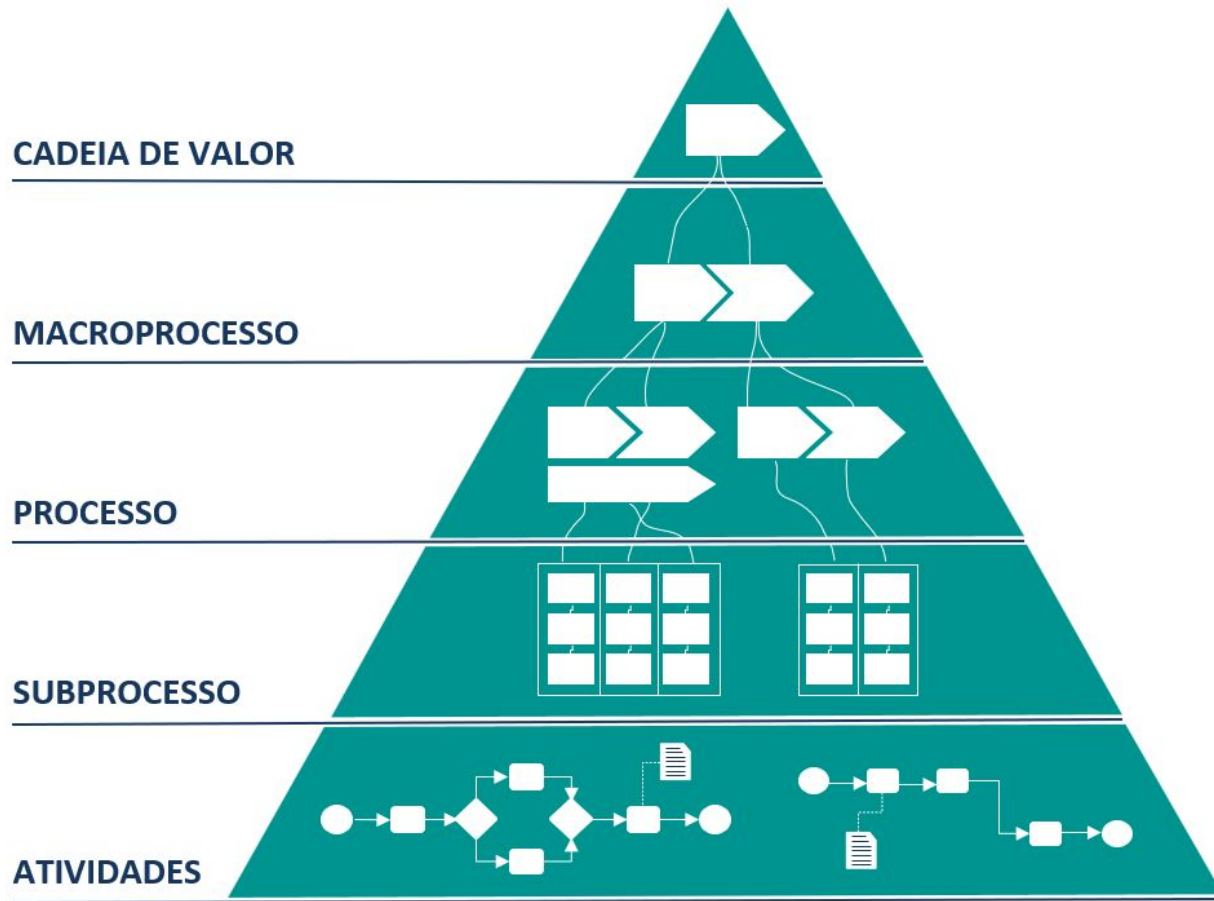 CADEIA DE VALOR
MACROPROCESSO
PROCESSO
SUBPROCESSO
ATIVIDADES